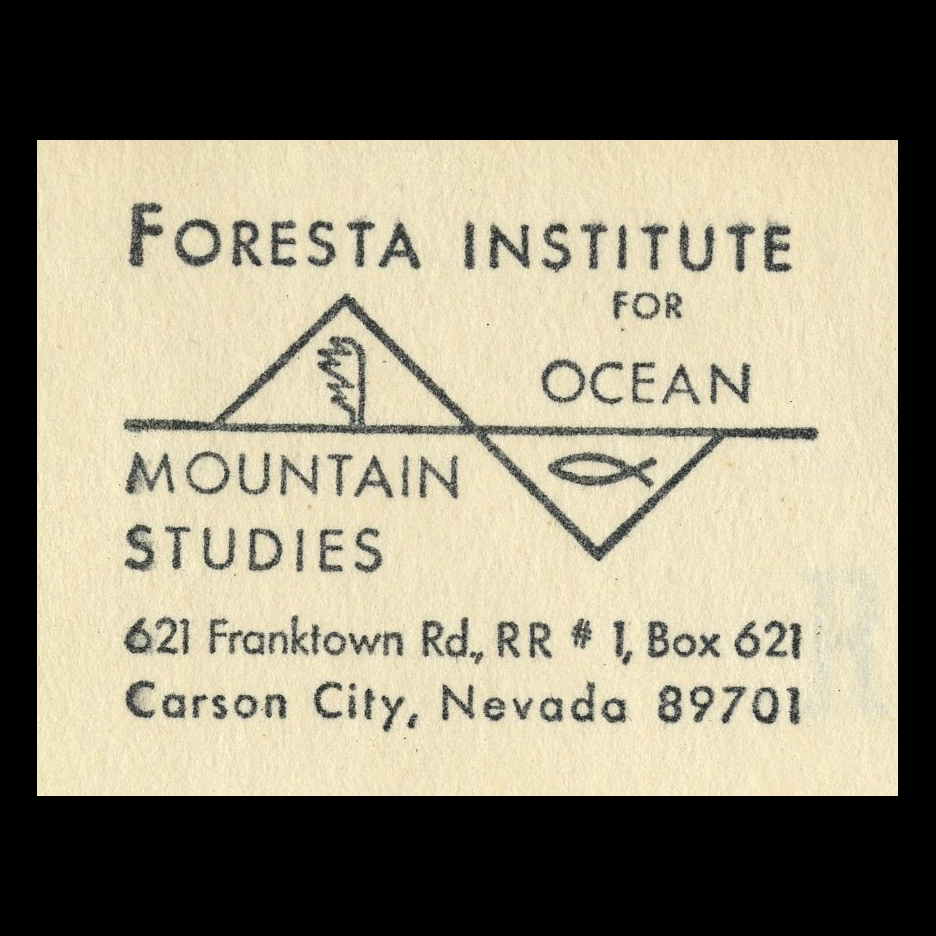 FORESTA INSTITUTE
FOR
OCEAN
MOUNTAIN
STUDIES
621 Franktown Rd., RR # 1, Box 621
Carson City, Nevada 89701